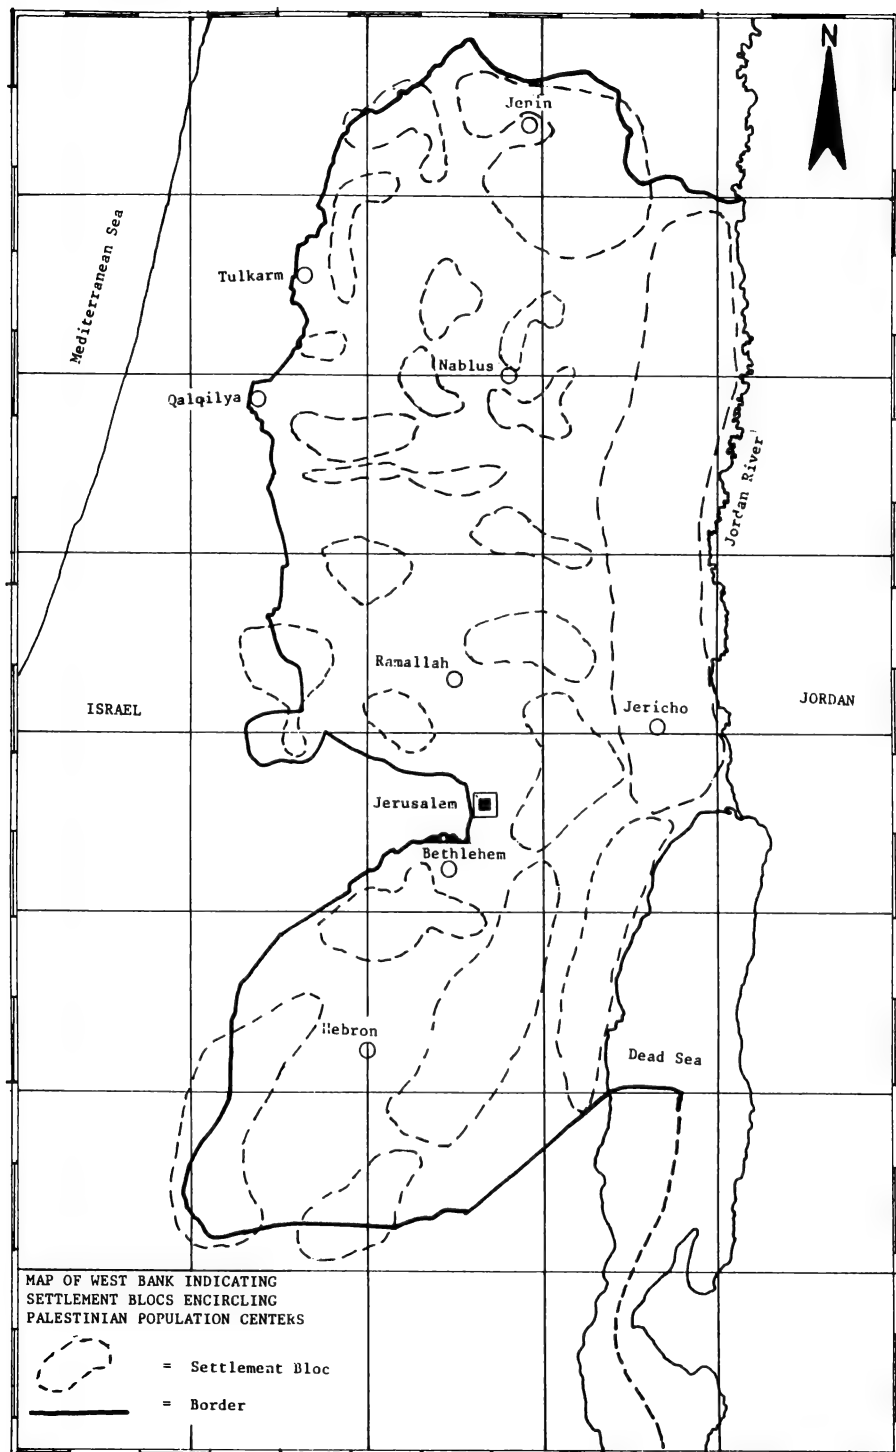 N
Jenin
Mediterranean Sea
Tulkarm
Nablus
Qalqilya
Jordan River
Ramallah
Jericho
ISRAEL
JORDAN
Jerusalem
Bethlehem
Hebron
Dead Sea
MAP OF WEST BANK INDICATING
SETTLEMENT BLOCS ENCIRCLING
PALESTINIAN POPULATION CENTERS
= Settlement Bloc
= Border